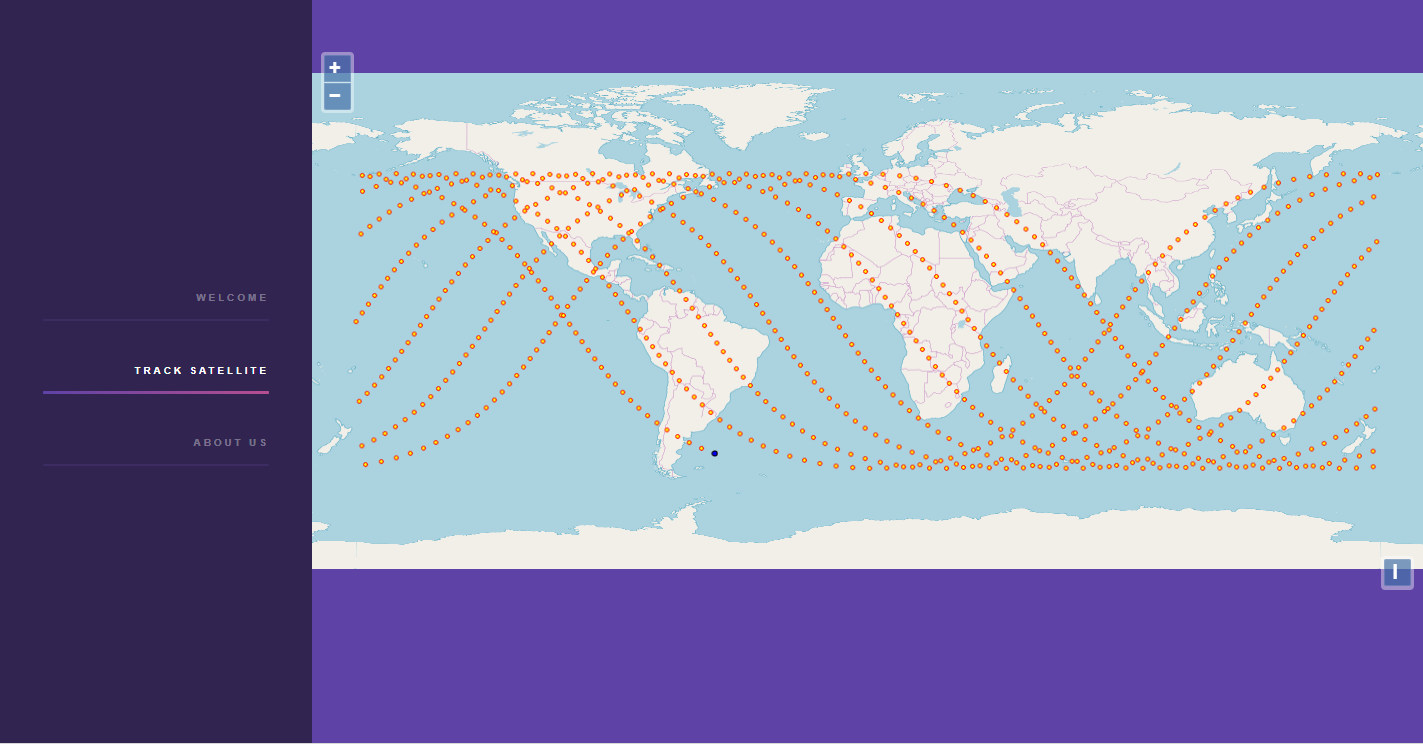 WELCOME
TRACK SATELLITE
ABOUT US
+
−
I